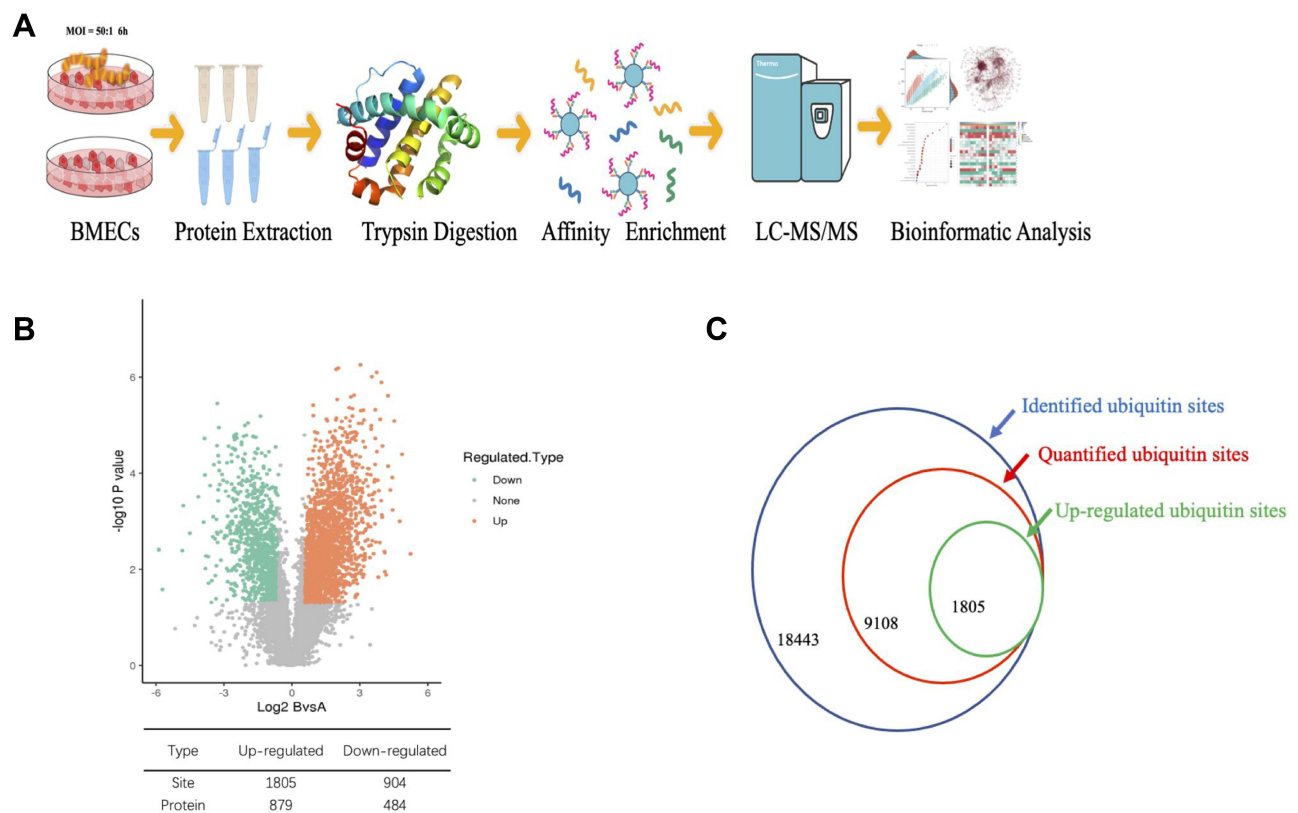 A
MOI = 50:1 6h
Thermo
BMECs Protein Extraction Trypsin Digestion Affinity Enrichment LC-MS/MS Bioinformatic Analysis
B
-log10 P value
6
4
2
0
-6 -3 0 3 6
Log2 BvsA
Regulated.Type
Down
None
Up
Type Up-regulated Down-regulated
Site 1805 904
Protein 879 484
C
Identified ubiquitin sites
Quantified ubiquitin sites
Up-regulated ubiquitin sites
1805
9108
18443